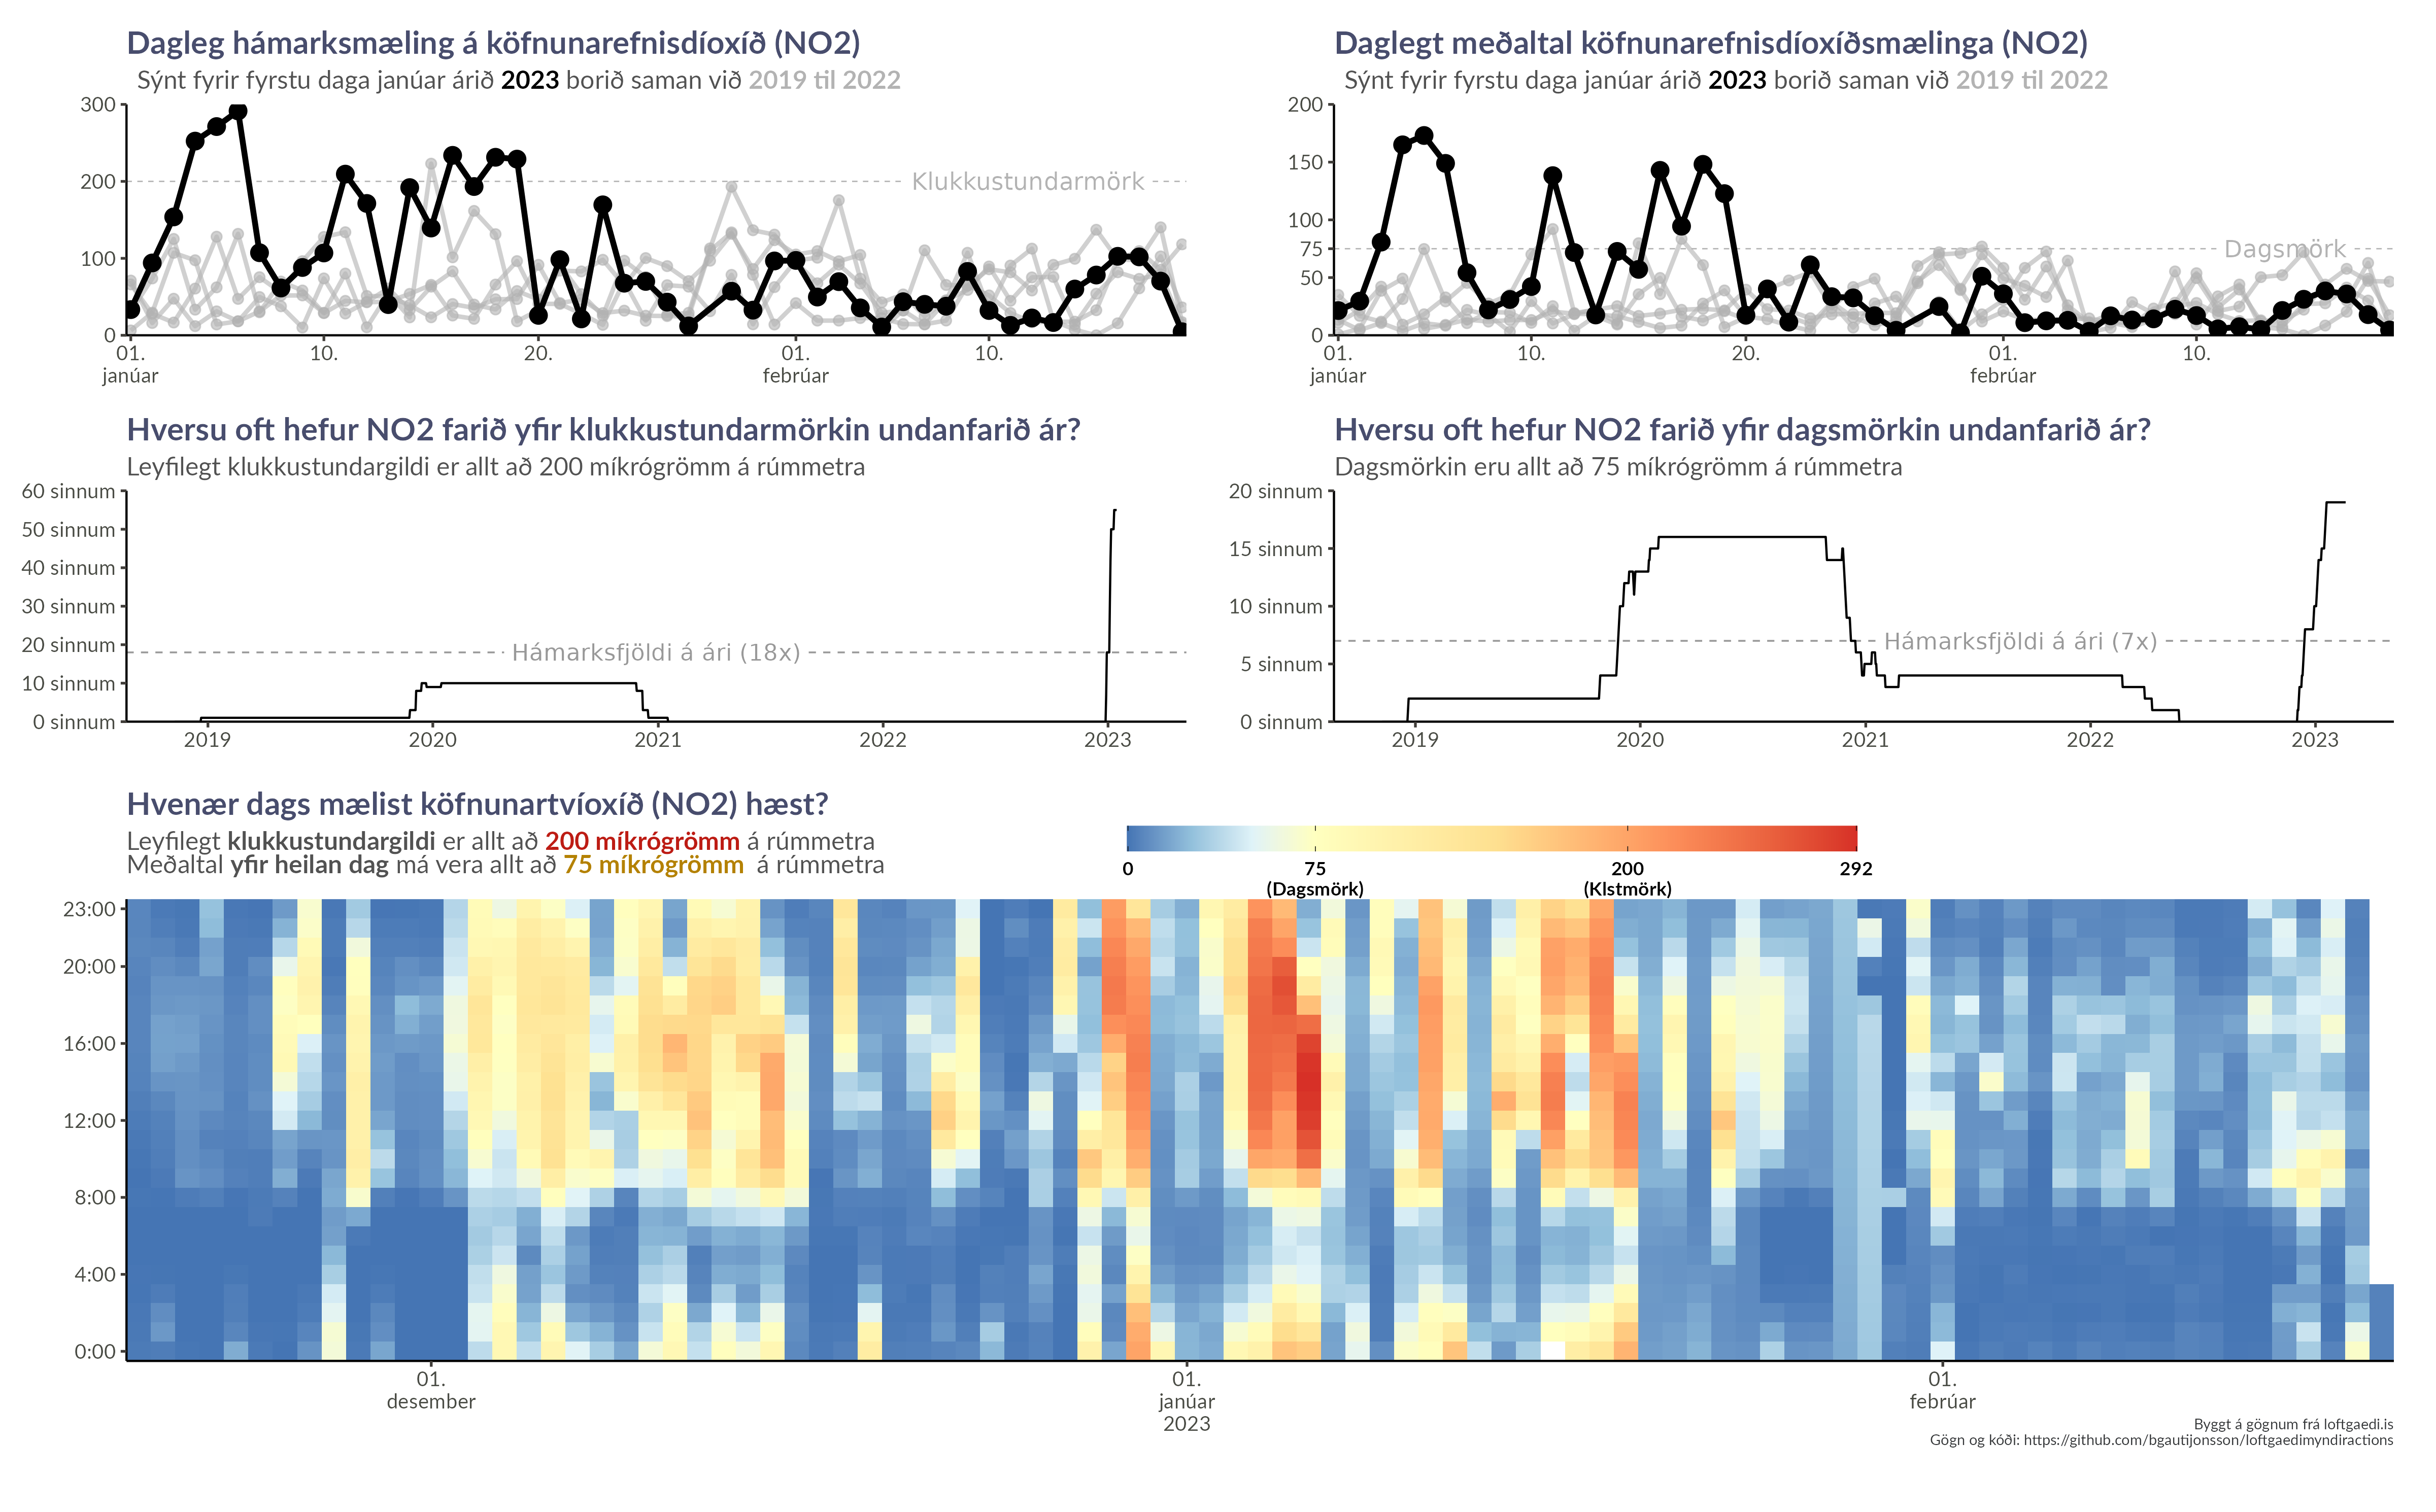 Dagleg hámarksmæling á köfnunarefnisdíoxíð (NO2)
Sýnt fyrir fyrstu daga janúar árið 2023 borið saman við 2019 til 2022
300
200
100
0
Klukkustundarmörk
01.
janúar
10.
20.
01.
febrúar
10.
Daglegt meðaltal köfnunarefnisdíoxíðsmælinga (NO2)
Sýnt fyrir fyrstu daga janúar árið 2023 borið saman við 2019 til 2022
200
150
100
75
50
0
Dagsmörk
01.
janúar
10.
20.
01.
febrúar
10.
Hversu oft hefur NO2 farið yfir klukkustundarmörkin undanfarið ár?
Leyfilegt klukkustundargildi er allt að 200 míkrógrömm á rúmmetra
60 sinnum
50 sinnum
40 sinnum
30 sinnum
20 sinnum
10 sinnum
0 sinnum
Hámarksfjöldi á ári (18x)
2019
2020
2021
2022
2023
Hversu oft hefur NO2 farið yfir dagsmörkin undanfarið ár?
Dagsmörkin eru allt að 75 míkrógrömm á rúmmetra
20 sinnum
15 sinnum
10 sinnum
5 sinnum
0 sinnum
Hámarksfjöldi á ári (7x)
2019
2020
2021
2022
2023
Hvenær dags mælist köfnunartvíoxíð (NO2) hæst?
Leyfilegt klukkustundargildi er allt að 200 míkrógrömm á rúmmetra
Meðaltal yfir heilan dag má vera allt að 75 míkrógrömm á rúmmetra
0
75
(Dagsmörk)
200
(Klstmörk)
292
23:00
20:00
16:00
12:00
8:00
4:00
0:00
01.
desember
01.
janúar
2023
01.
febrúar
Byggt á gögnum frá loftgaedi.is
Gögn og kóði: https://github.com/bgautijonsson/loftgaedimyndiractions